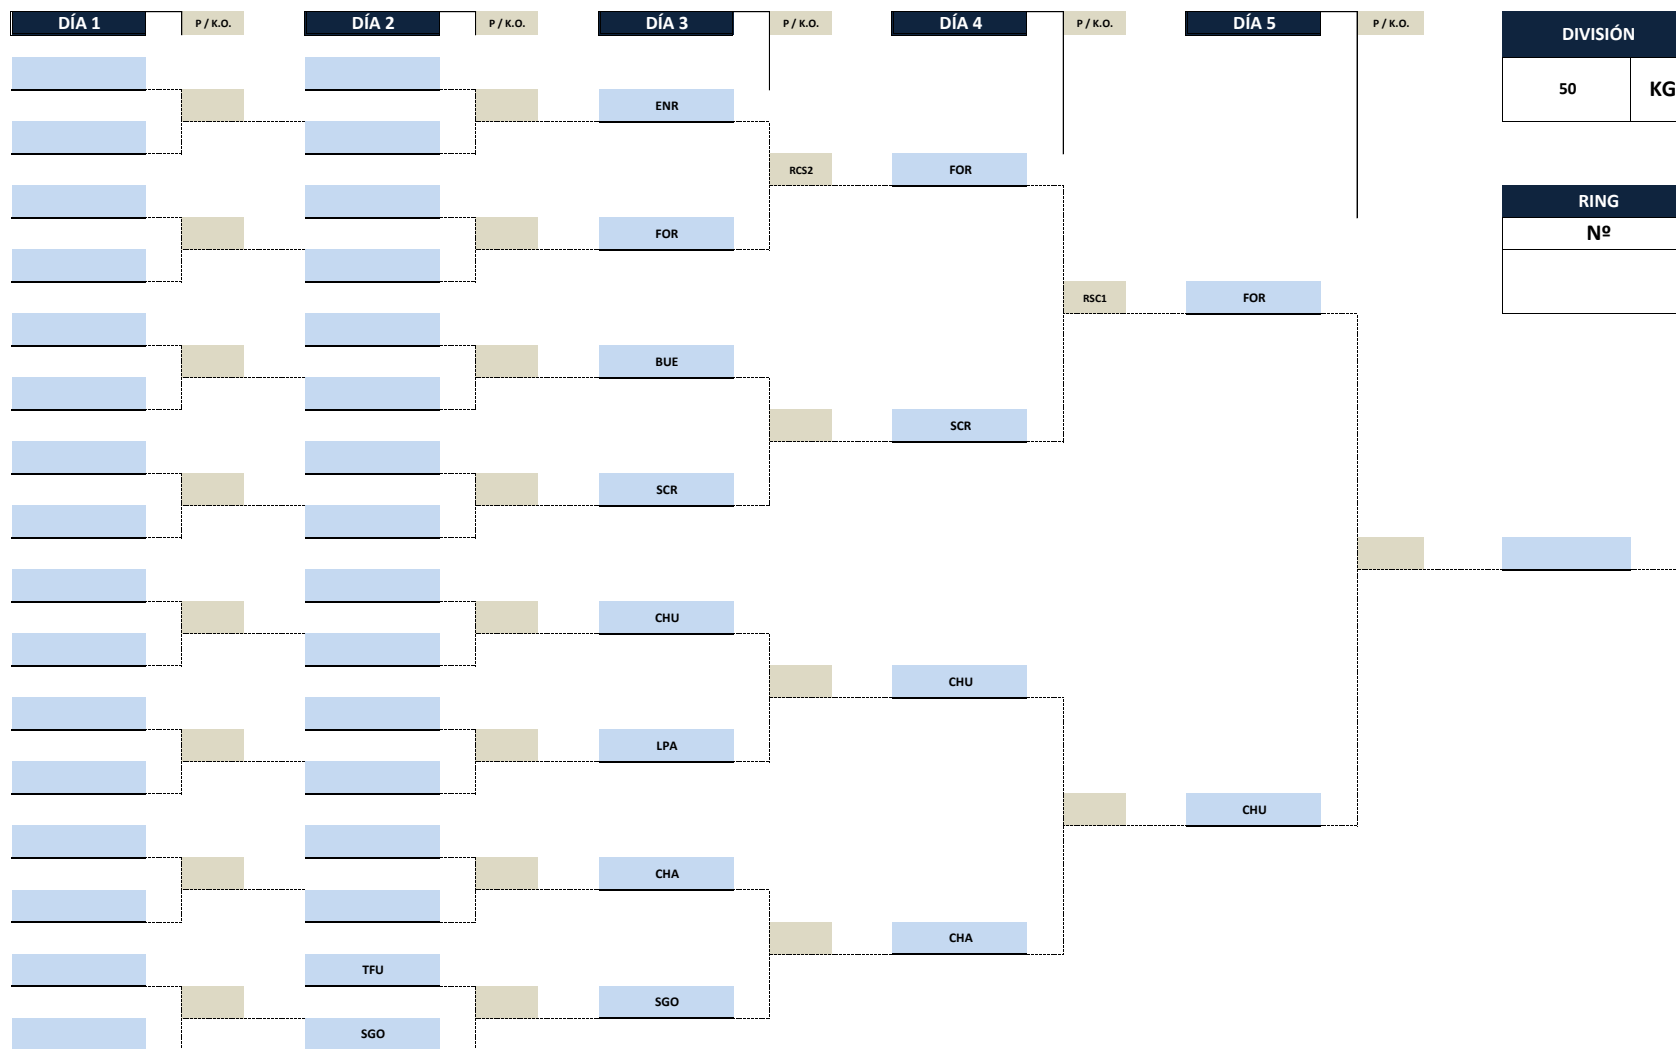 DÍA 1 P / K.O. DÍA 2 P / K.O. DÍA 3 P / K.O. DÍA 4 P / K.O. DÍA 5 P / K.O. DIVISIÓN
50 KG
ENR
RCS2 FOR
RING
FOR
Nº
RSC1 FOR
BUE
SCR
SCR
CHU
CHU
LPA
CHU
CHA
CHA
TFU
SGO
SGO